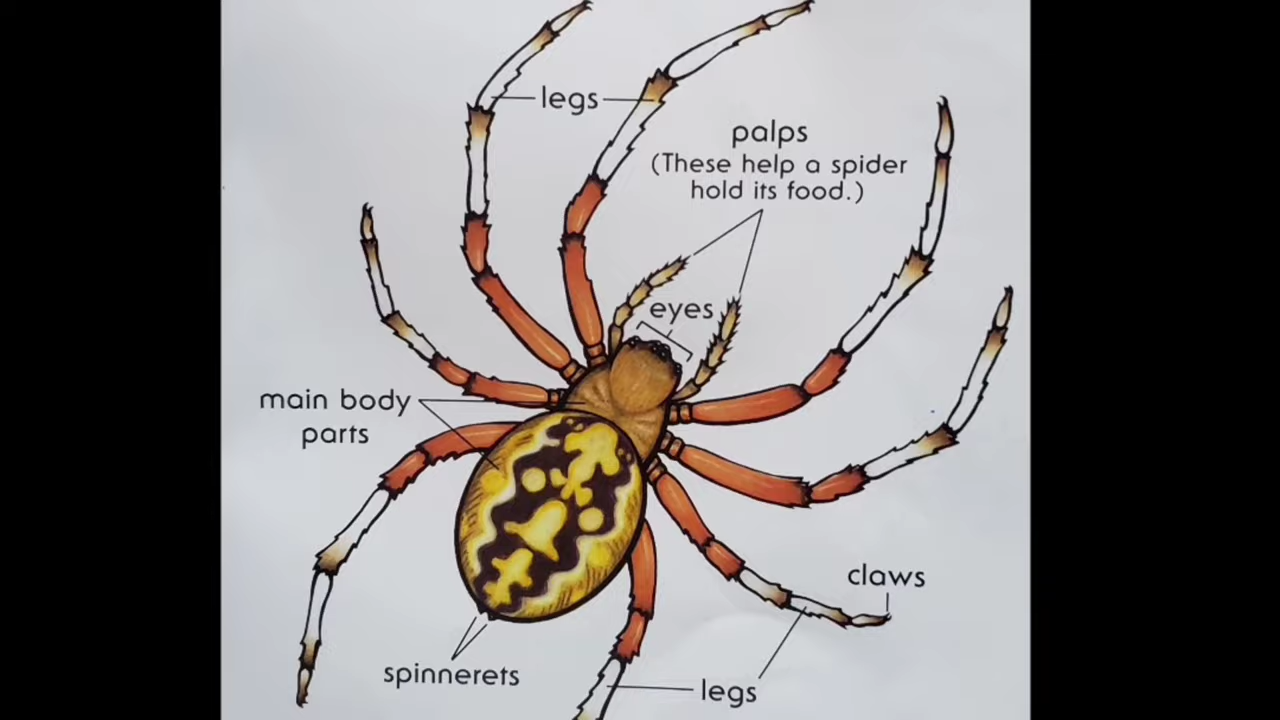 legs
palps
(These help a spider
hold its food.)
eyes
main body
parts
claws
spinnerets
legs